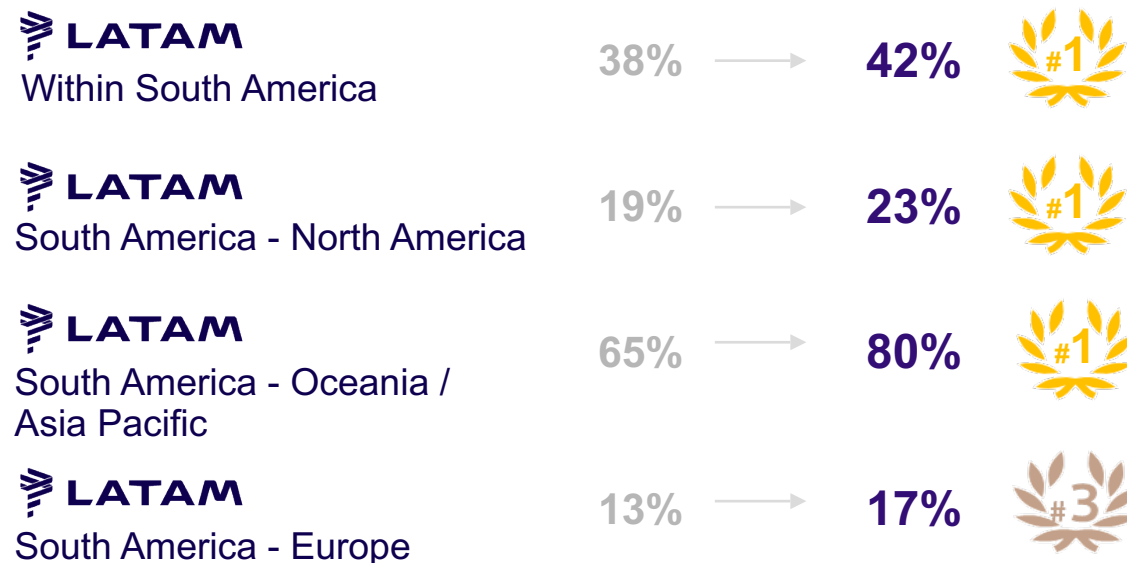 LATAM
Within South America
38% 42% #1
LATAM
South America - North America
19% 23% #1
LATAM
South America - Oceania /
Asia Pacific
65% 80% #1
LATAM
South America - Europe
13% 17% #3